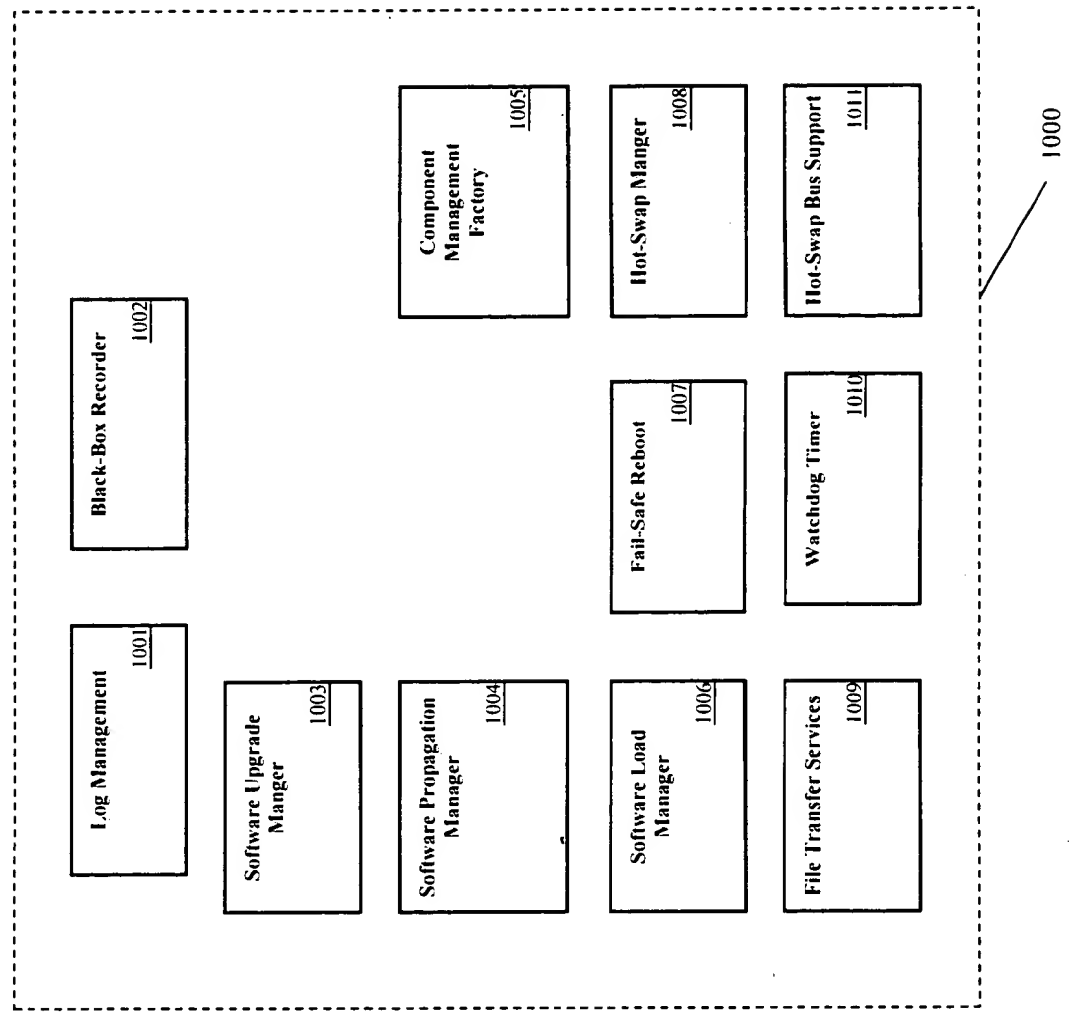 Log Management
1001
Black-Box Recorder
1002
Software Upgrade
Manger
1003
Software Propagation
Manager
1004
Component
Management
Factory
1005
Software Load
Manager
1006
Fail-Safe Reboot
1007
Hot-Swap Manger
1008
File Transfer Services
1009
Watchdog Timer
1010
Hot-Swap Bus Support
1011
1000